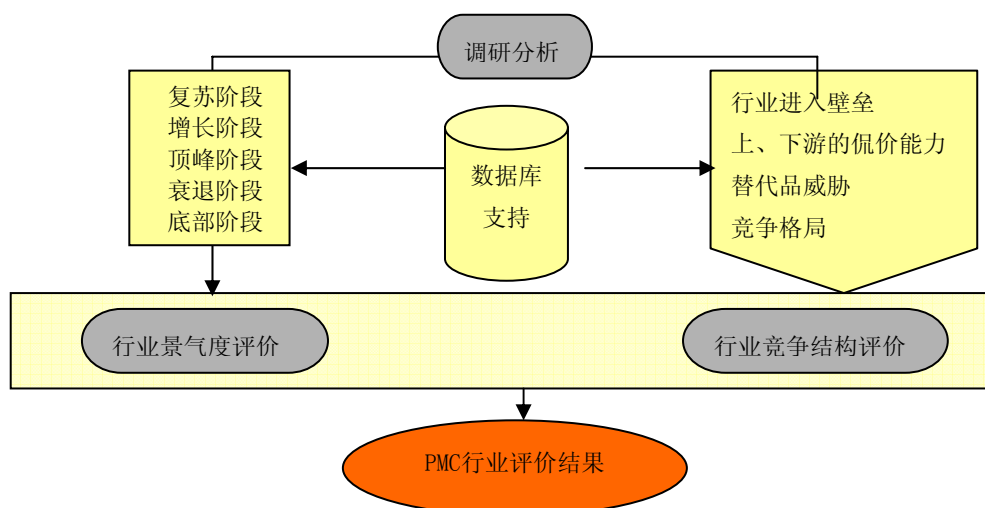 调研分析
复苏阶段
增长阶段
顶峰阶段
衰退阶段
底部阶段
数据库
支持
行业进入壁垒
上、下游的侃价能力
替代品威胁
竞争格局
行业景气度评价
行业竞争结构评价
PMC行业评价结果